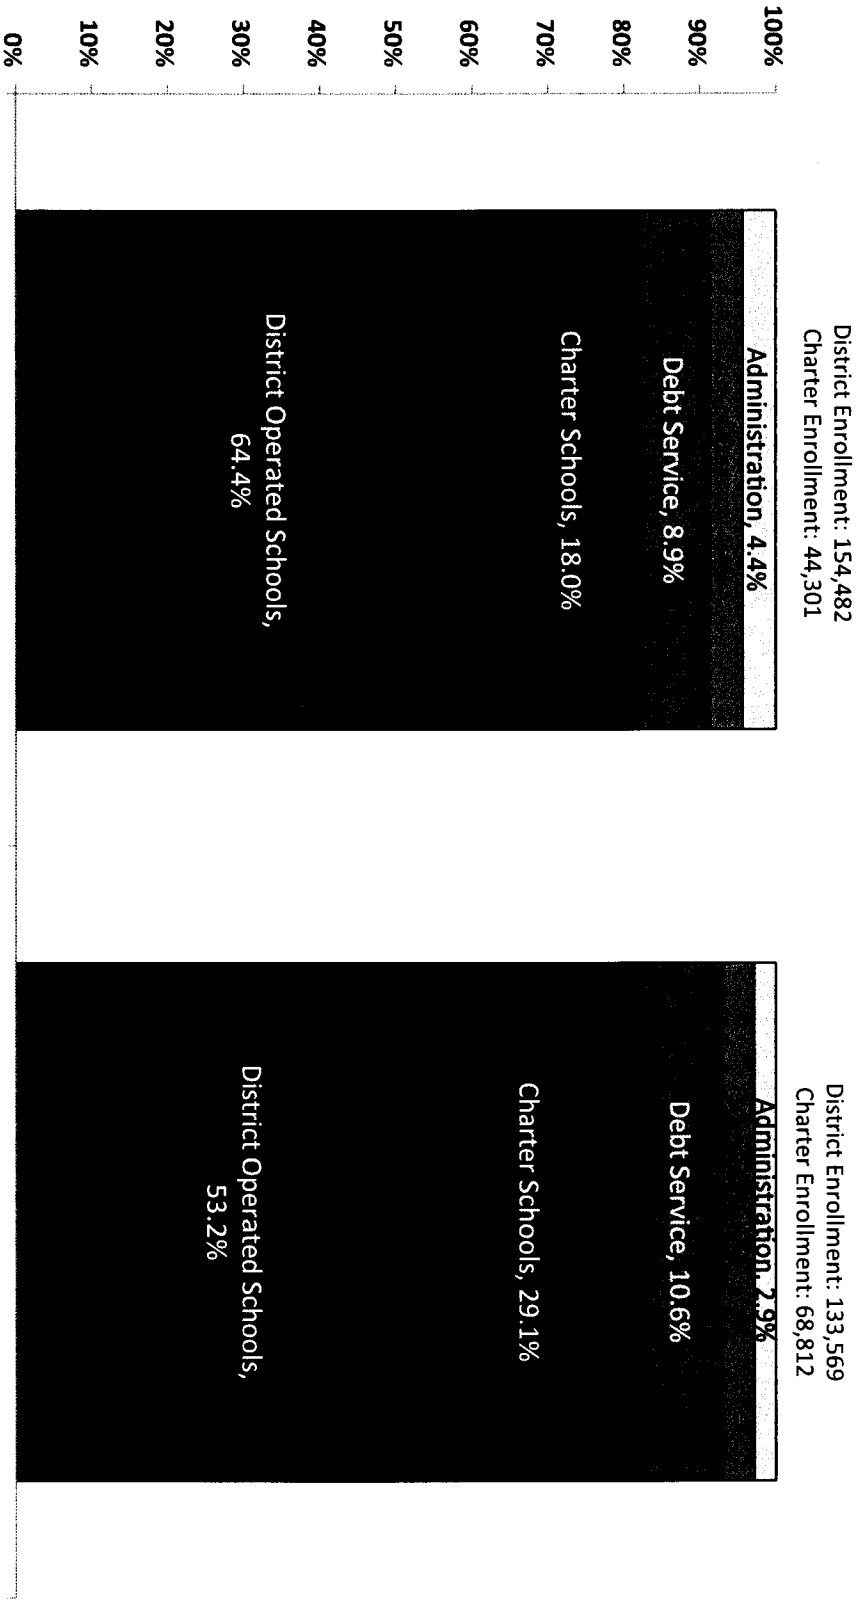 District Enrollment: 154,482
Charter Enrollment: 44,301
District Enrollment: 133,569
Charter Enrollment: 68,812
100%
90%
80%
70%
60%
50%
40%
30%
20%
10%
0%
Administration, 4.4%
Debt Service, 8.9%
Charter Schools, 18.0%
District Operated Schools,
64.4%
Administration, 2.9%
Debt Service, 10.6%
Charter Schools, 29.1%
District Operated Schools,
53.2%